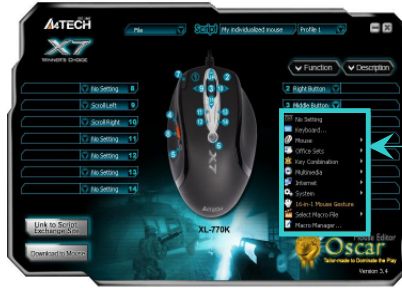 A4TECH
X7
WINNER'S CHOICE
File
Script
My individualized mouse
Profile 1
Function
Description
No Setting 8
ScrollLeft 9
ScrollRight 10
No Setting 11
No Setting 12
No Setting 13
No Setting 14
2 Right Button
3 Middle Button
No Setting
Keyboard...
Mouse
Office Sets
Key Combination
Multimedia
Internet
System
16-in-1 Mouse Gesture
Select Macro File
Macro Manager...
X7
A4TECH
XL-770K
Link to Script
Exchange Site
Download to Mouse
Editor
Oscar
Tailor-made to Dominate the Play
Version 3.4